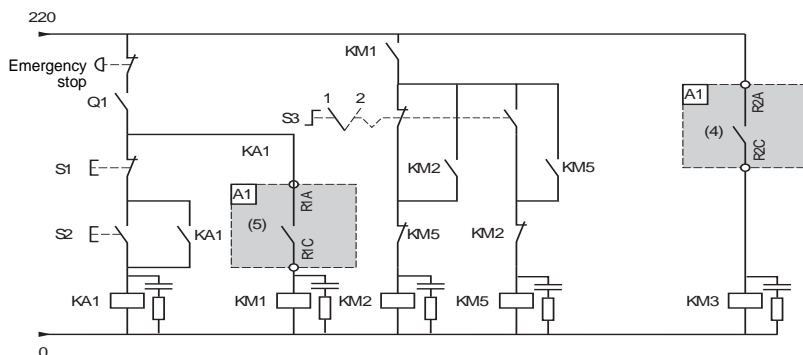 220
Emergency
stop
Q1
S1
S2
KA1
KA1
KA1
A1
(5)
R1A
R1C
KM1
KM1
S3
1
2
KM2
KM5
KM5
KM2
KM2
KM5
A1
(4)
R2A
R2C
KM3
0